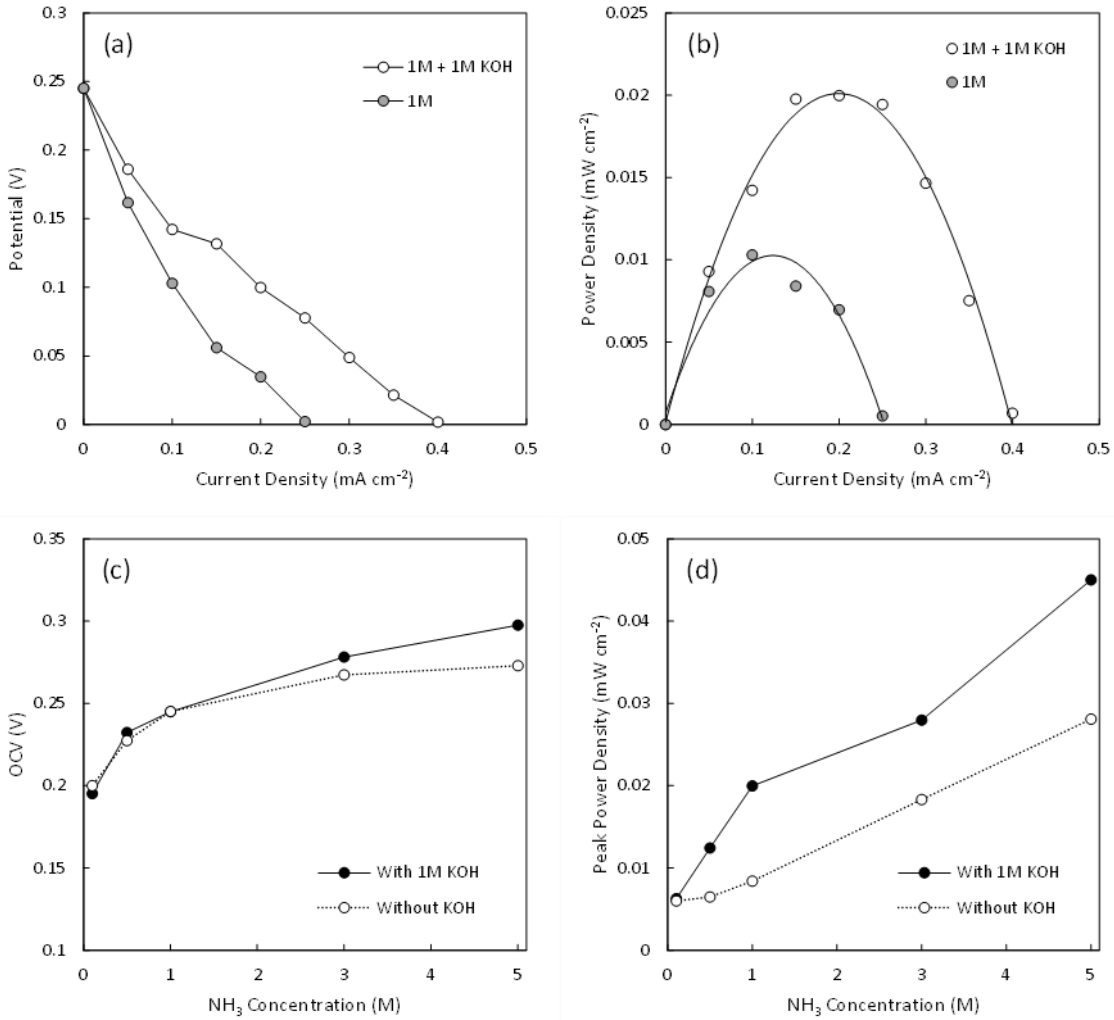 (a)
0.3
0.25
0.2
0.15
0.1
0.05
0
Potential (V)
1M + 1M KOH
1M
0
0.1
0.2
0.3
0.4
0.5
Current Density (mA cm⁻²)
(b)
0.025
0.02
0.015
0.01
0.005
0
Power Density (mW cm⁻²)
1M + 1M KOH
1M
0
0.1
0.2
0.3
0.4
0.5
Current Density (mA cm⁻²)
(c)
0.35
0.3
0.25
0.2
0.15
0.1
OCV (V)
With 1M KOH
Without KOH
0
1
2
3
4
5
NH₃ Concentration (M)
(d)
0.05
0.04
0.03
0.02
0.01
0
Peak Power Density (mW cm⁻²)
With 1M KOH
Without KOH
0
1
2
3
4
5
NH₃ Concentration (M)